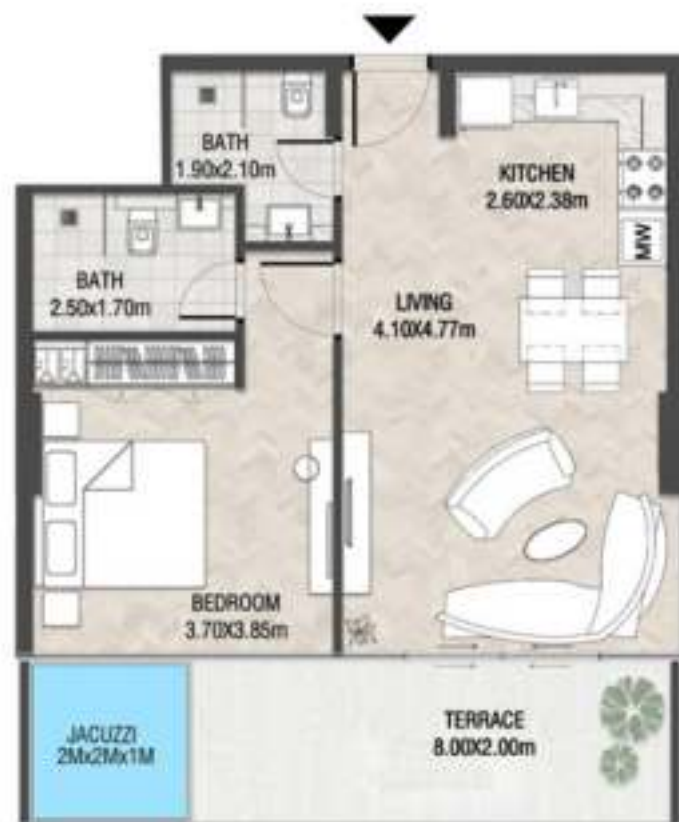 BATH
1.90x2.10m
KITCHEN
2.60X2.38m
MW
BATH
2.50x1.70m
LIVING
4.10X4.77m
BEDROOM
3.70X3.85m
JACUZZI
2Mx2Mx1M
TERRACE
8.00X2.00m